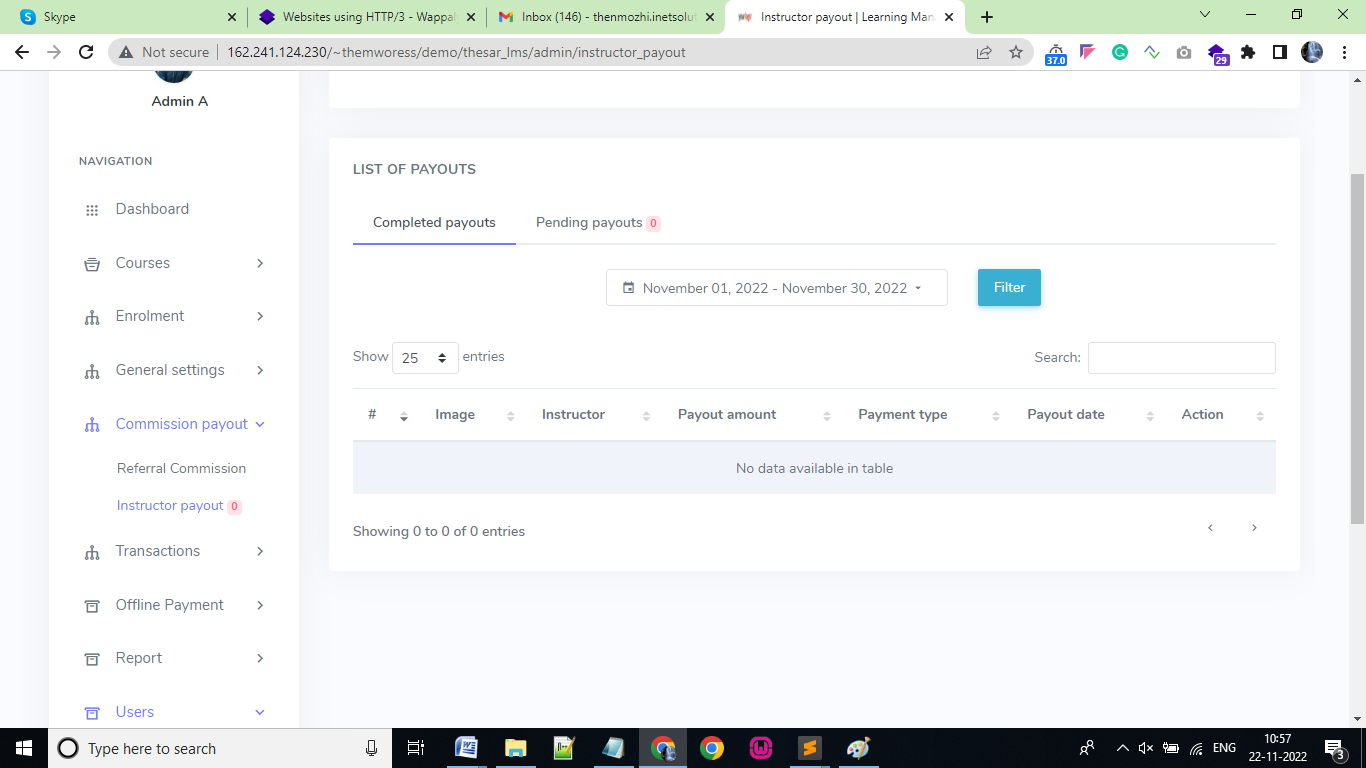 Skype
Websites using HTTP/3 - Wappal
Inbox (146) - thenmozhi.inetsolut
Instructor payout | Learning Man
Not secure
162.241.124.230/~themworess/demo/thesar_lms/admin/instructor_payout
37.0
29
Admin A
NAVIGATION
Dashboard
Courses
Enrolment
General settings
Commission payout
Referral Commission
Instructor payout 0
Transactions
Offline Payment
Report
Users
LIST OF PAYOUTS
Completed payouts
Pending payouts 0
November 01, 2022 - November 30, 2022
Filter
Show 25 entries
Search:
# Image Instructor Payout amount Payment type Payout date Action
No data available in table
Showing 0 to 0 of 0 entries
Type here to search
ENG
10:57
22-11-2022
3